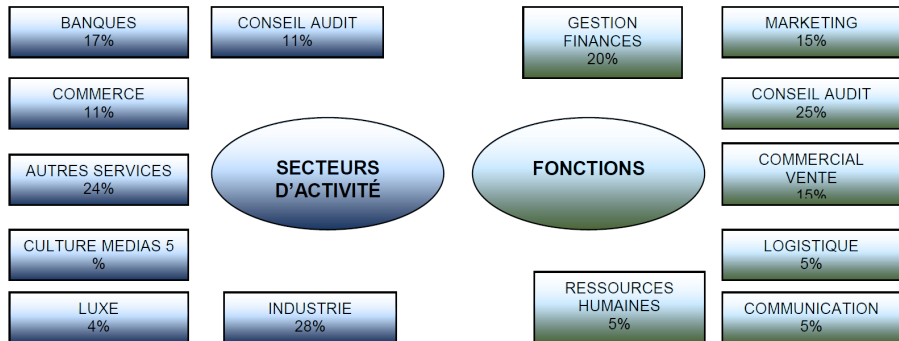 BANQUES
17%
CONSEIL AUDIT
11%
COMMERCE
11%
AUTRES SERVICES
24%
CULTURE MEDIAS 5
%
LUXE
4%
INDUSTRIE
28%
SECTEURS
D'ACTIVITÉ
GESTION
FINANCES
20%
MARKETING
15%
CONSEIL AUDIT
25%
FONCTIONS
COMMERCIAL
VENTE
15%
LOGISTIQUE
5%
RESSOURCES
HUMAINES
5%
COMMUNICATION
5%